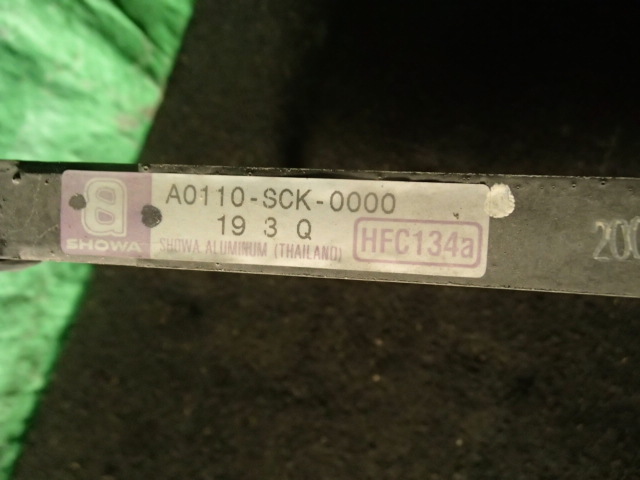 A0110-SCK-0000
19 3 Q
SHOWA
SHOWA ALUMINUM (THAILAND)
HFC134a
200